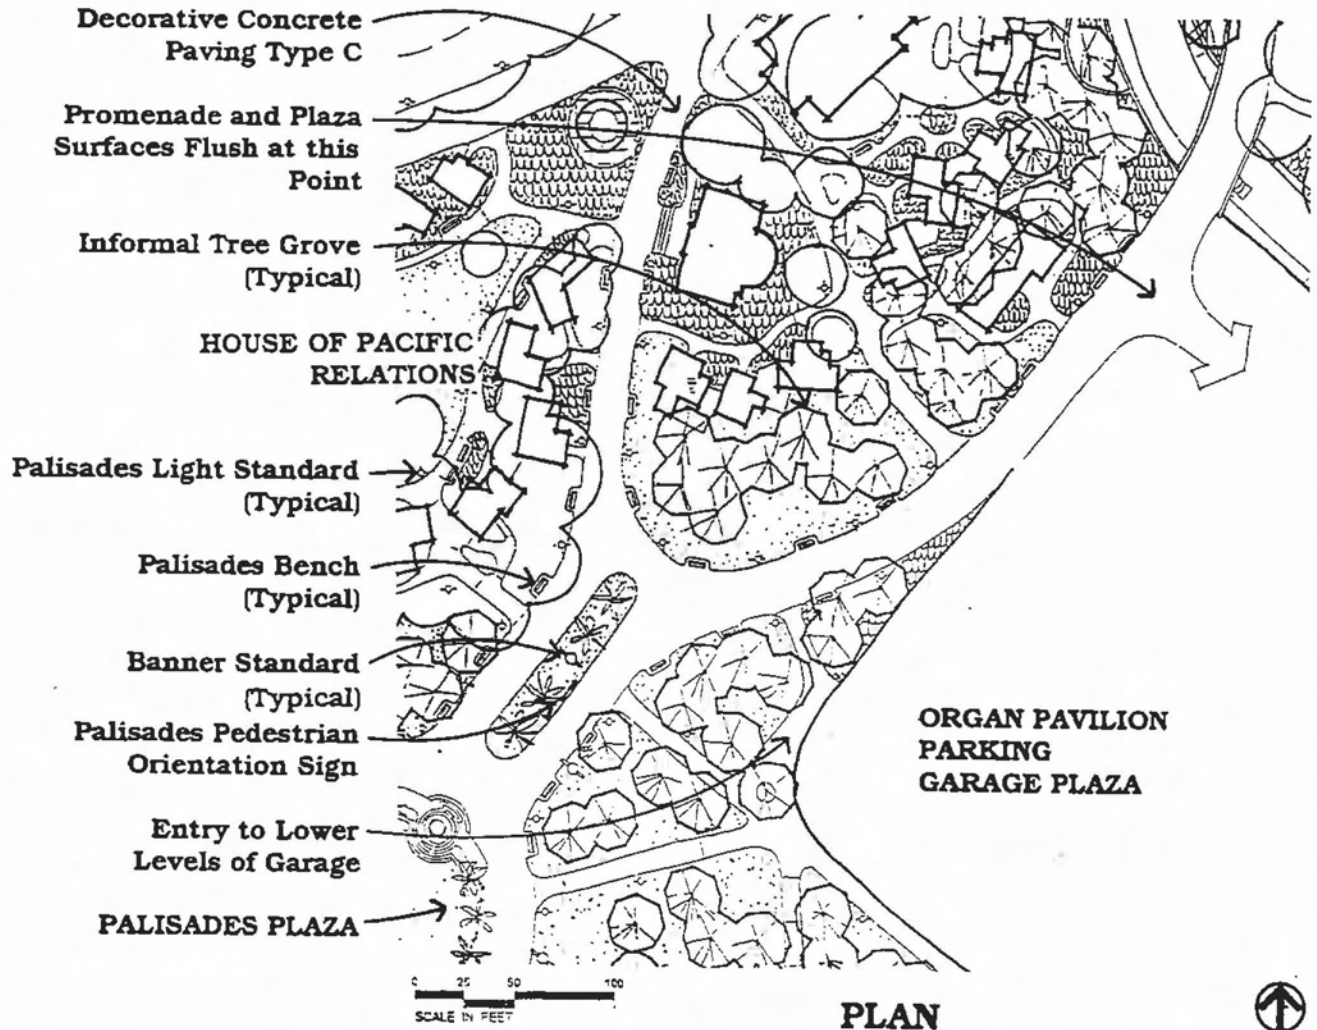 Decorative Concrete
Paving Type C
Promenade and Plaza
Surfaces Flush at this
Point
Informal Tree Grove
(Typical)
HOUSE OF PACIFIC
RELATIONS
Palisades Light Standard
(Typical)
Palisades Bench
(Typical)
Banner Standard
(Typical)
Palisades Pedestrian
Orientation Sign
Entry to Lower
Levels of Garage
PALISADES PLAZA
ORGAN PAVILION
PARKING
GARAGE PLAZA
0 25 50 100
SCALE IN FEET
PLAN